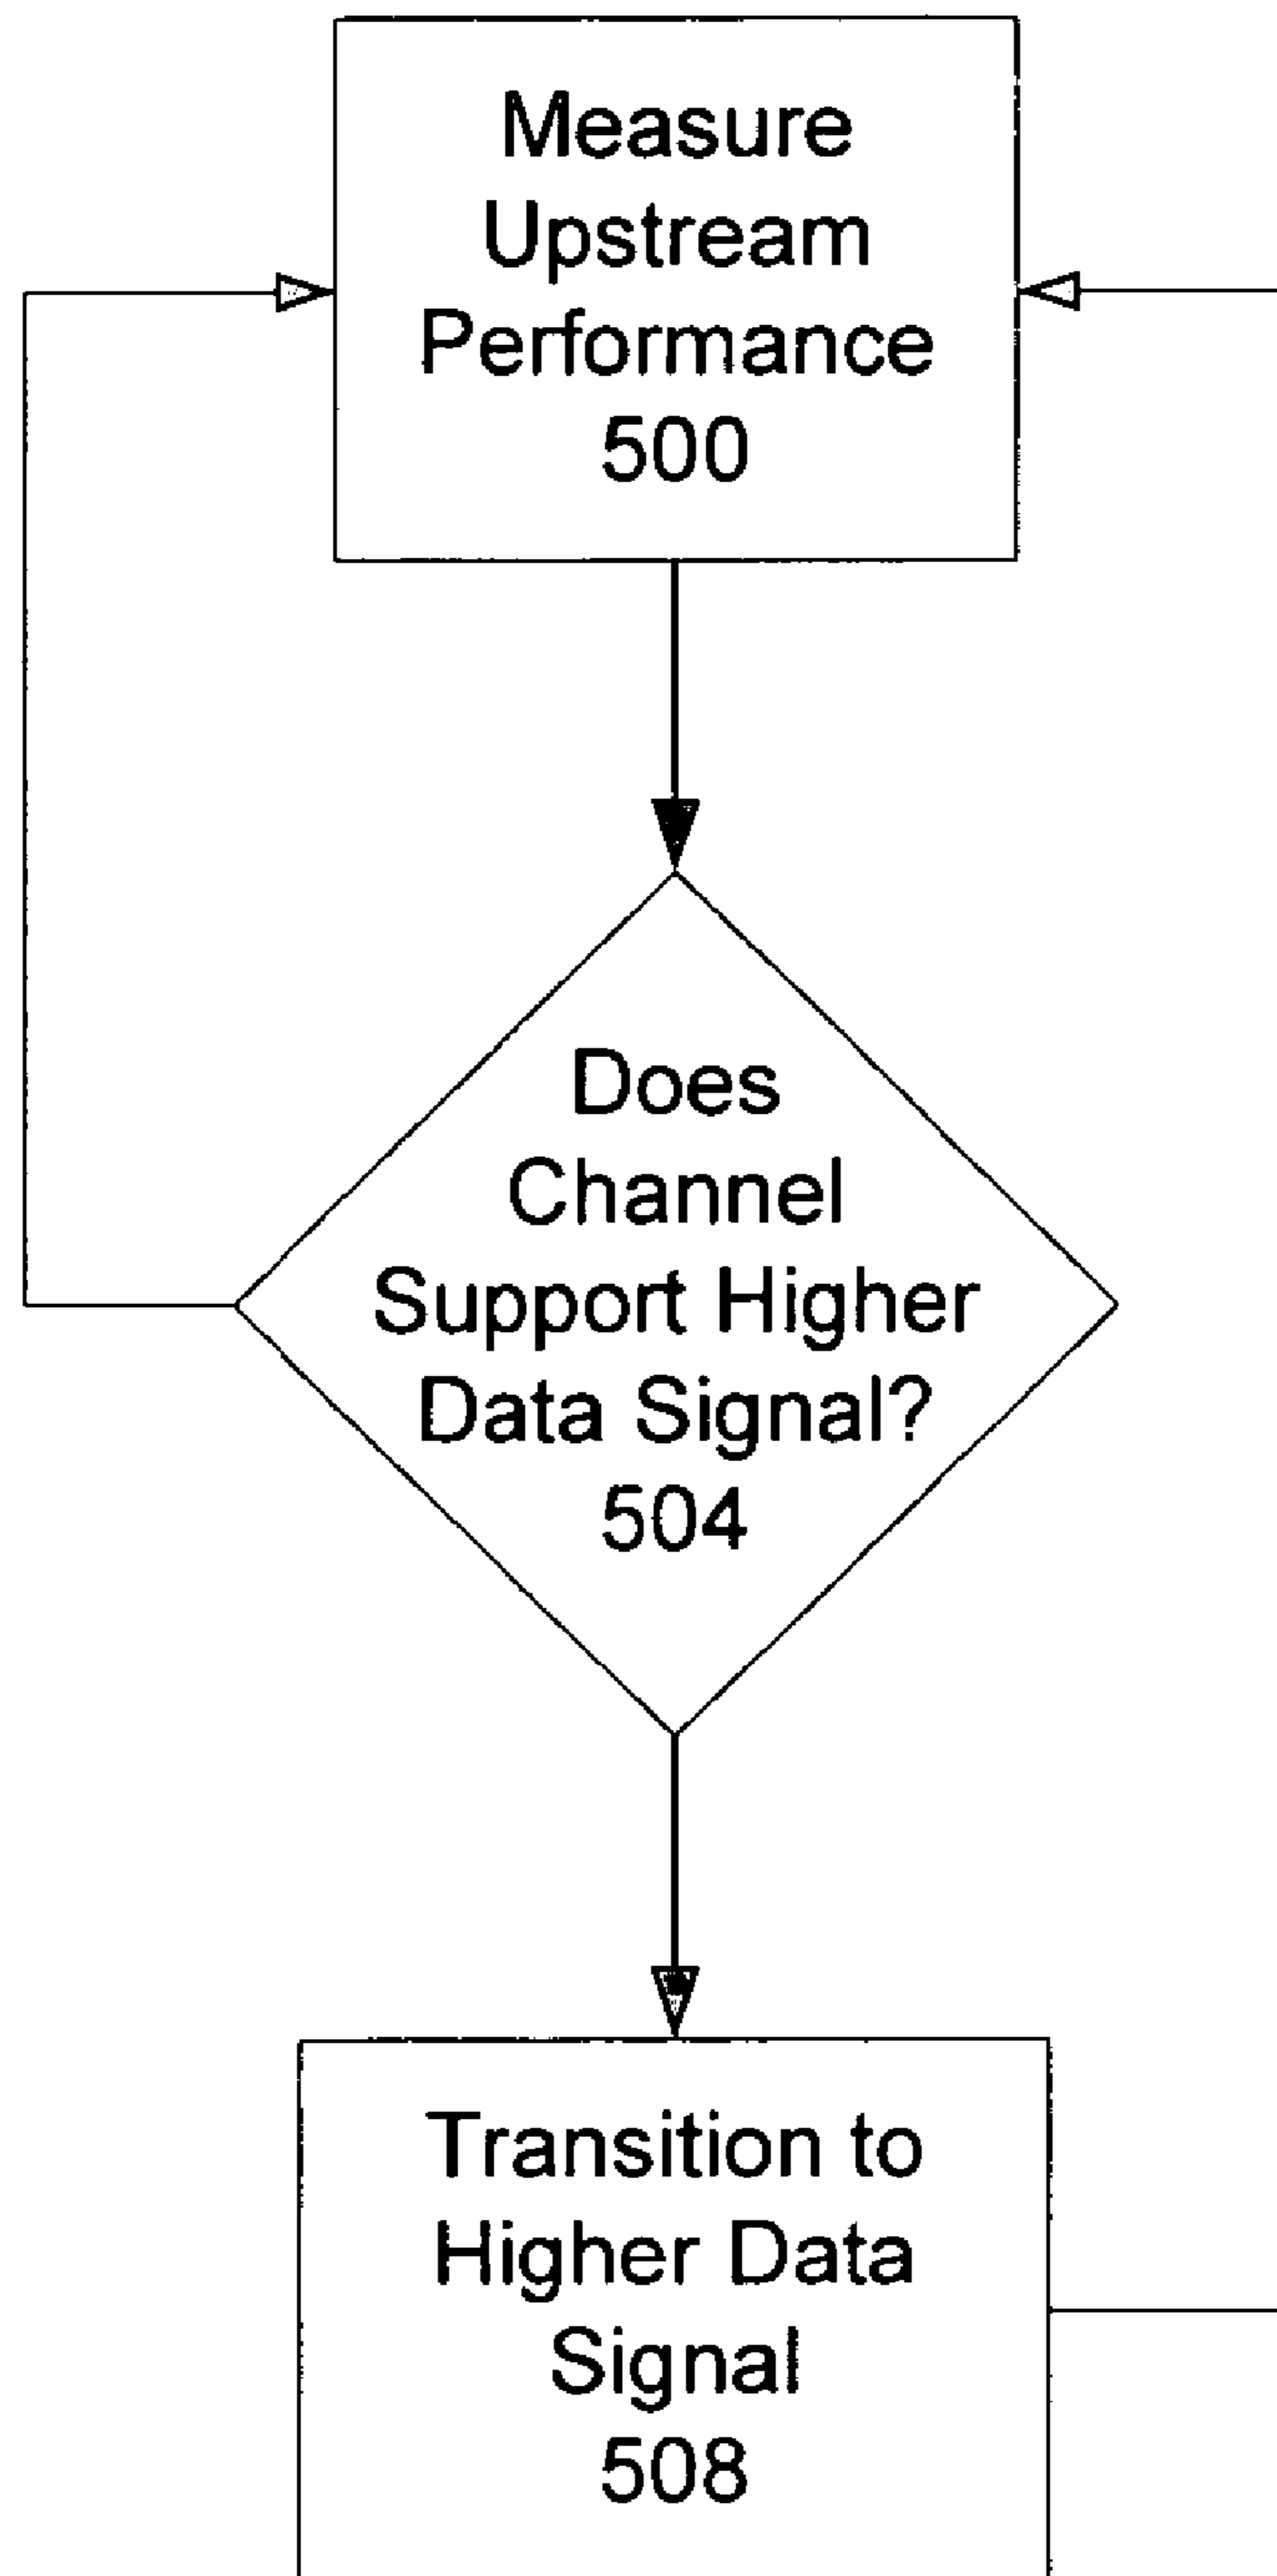 Measure
Upstream
Performance
500
Does
Channel
Support Higher
Data Signal?
504
Transition to
Higher Data
Signal
508